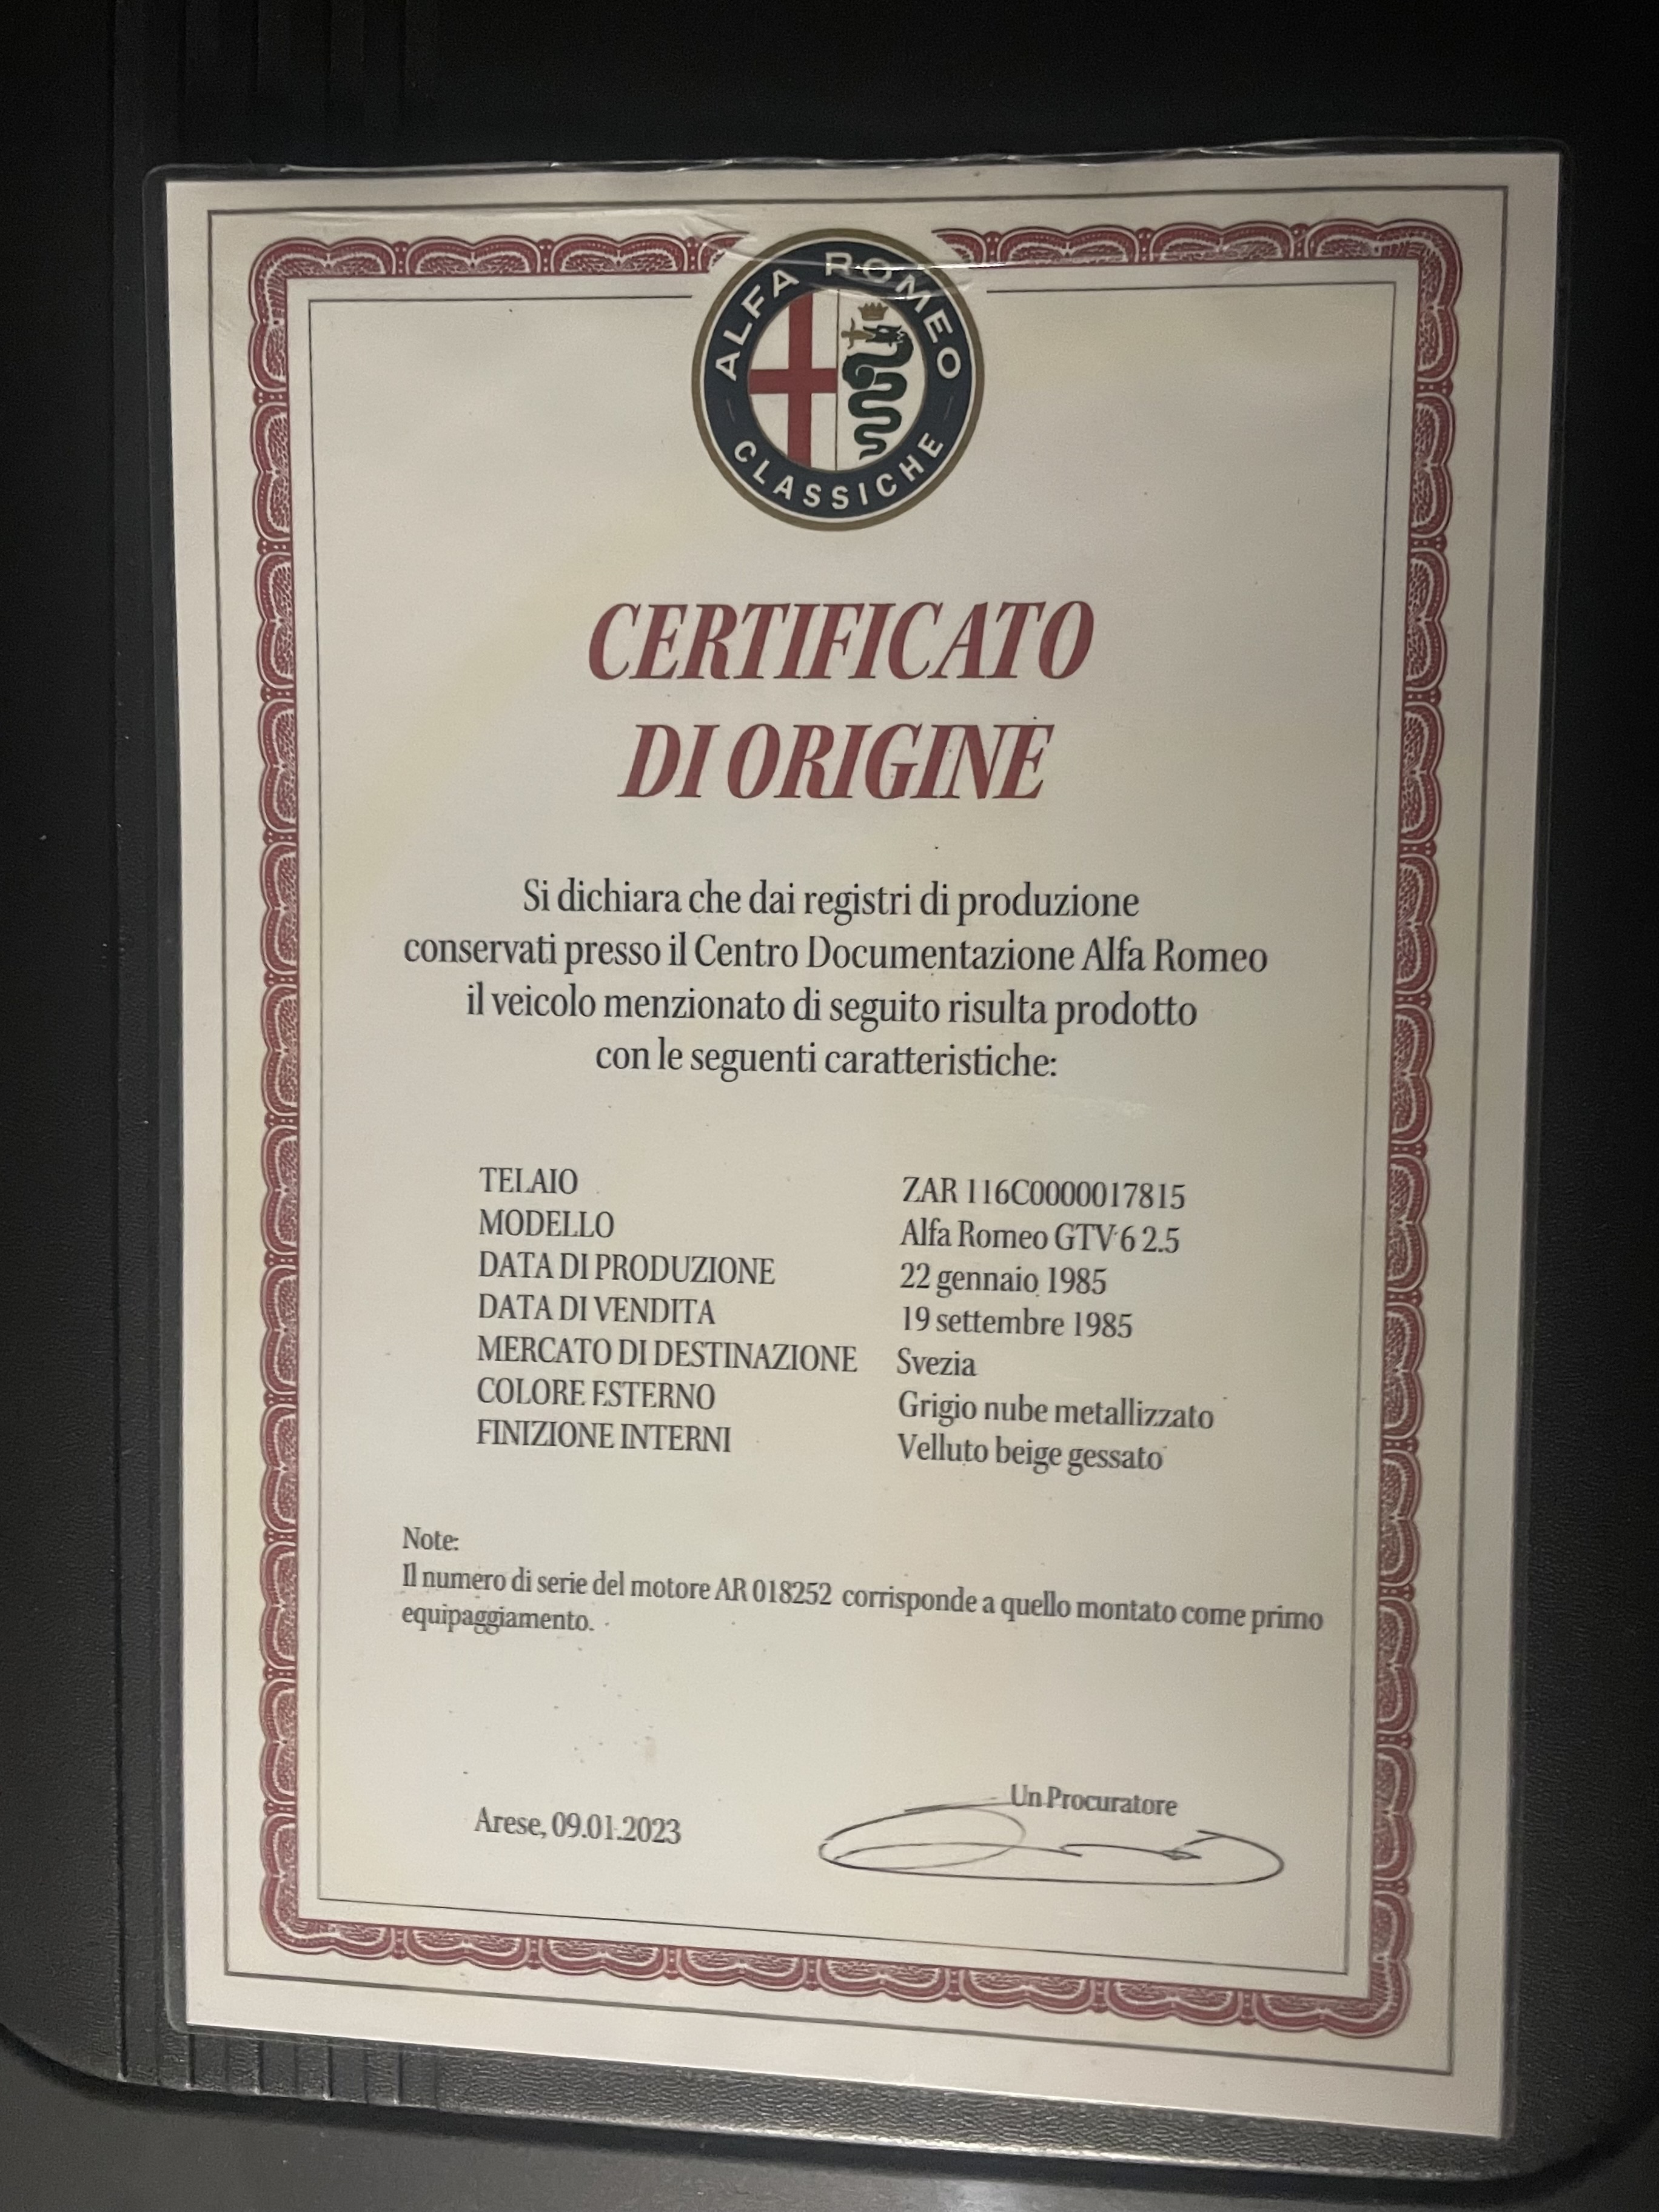 ALFA ROMEO
CLASSICHE
CERTIFICATO
DI ORIGINE
Si dichiara che dai registri di produzione
conservati presso il Centro Documentazione Alfa Romeo
il veicolo menzionato di seguito risulta prodotto
con le seguenti caratteristiche:
TELAIO ZAR 116C0000017815
MODELLO Alfa Romeo GTV 6 2.5
DATA DI PRODUZIONE 22 gennaio 1985
DATA DI VENDITA 19 settembre 1985
MERCATO DI DESTINAZIONE Svezia
COLORE ESTERNO Grigio nube metallizzato
FINIZIONE INTERNI Velluto beige gessato
Note:
Il numero di serie del motore AR 018252 corrisponde a quello montato come primo
equipaggiamento.
Un Procuratore
Arese, 09.01.2023